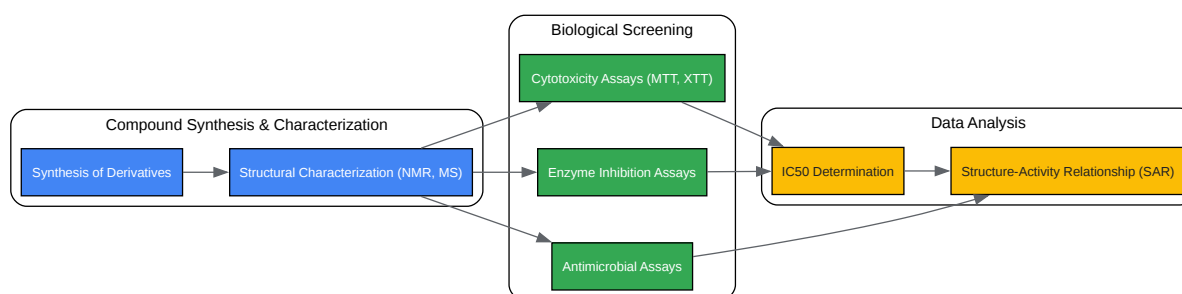 Biological Screening
Cytotoxicity Assays (MTT, XTT)
Compound Synthesis & Characterization
Data Analysis
Synthesis of Derivatives
Structural Characterization (NMR, MS)
Enzyme Inhibition Assays
IC50 Determination
Structure-Activity Relationship (SAR)
Antimicrobial Assays